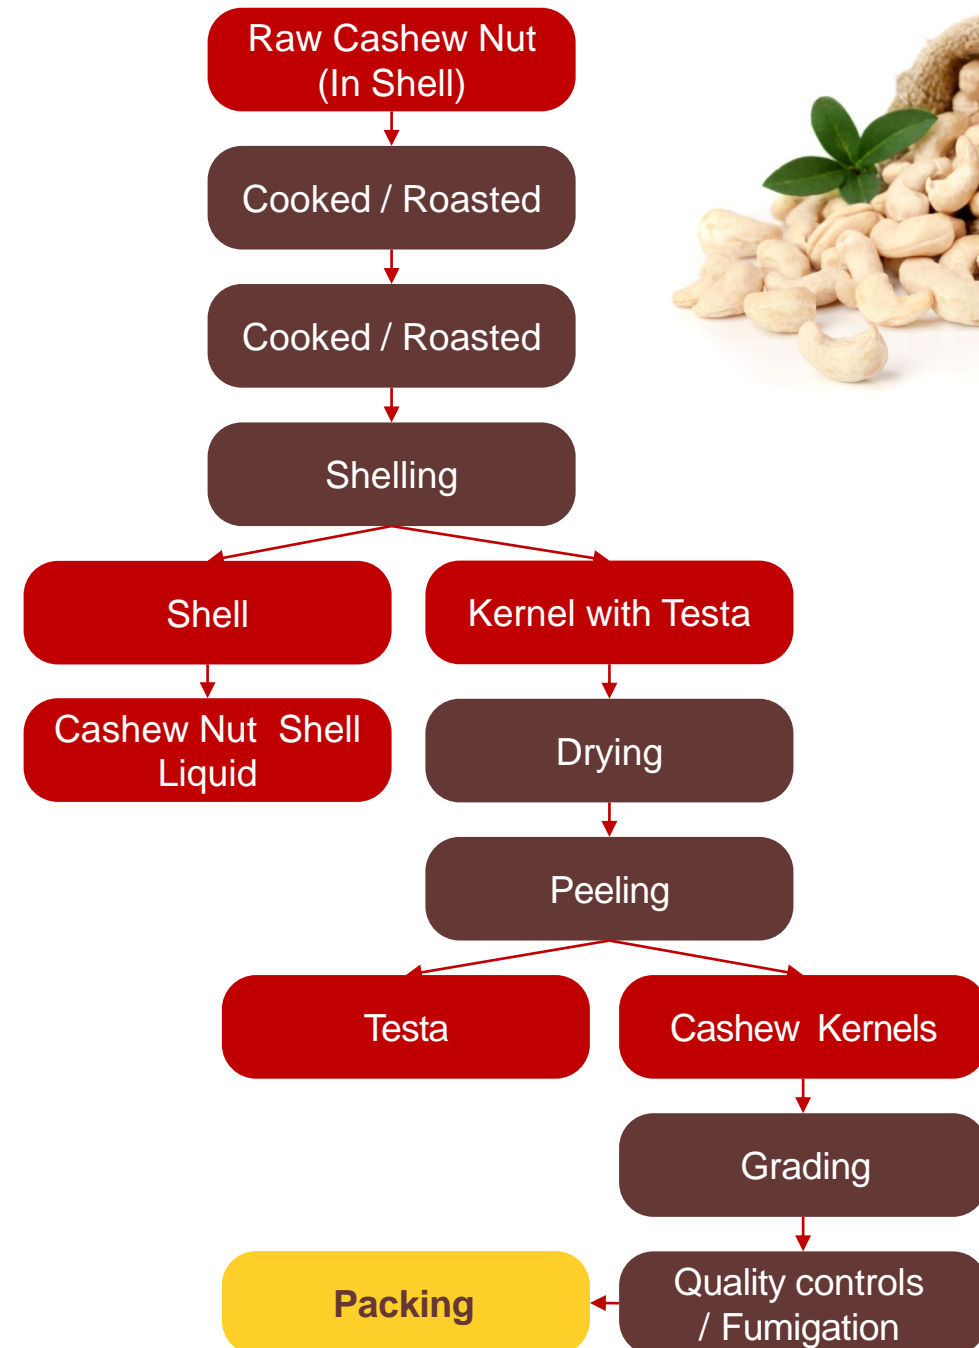 Raw Cashew Nut
(In Shell)
Cooked / Roasted
Cooked / Roasted
Shelling
Shell
Kernel with Testa
Cashew Nut Shell
Liquid
Drying
Peeling
Testa
Cashew Kernels
Grading
Packing
Quality controls
/ Fumigation